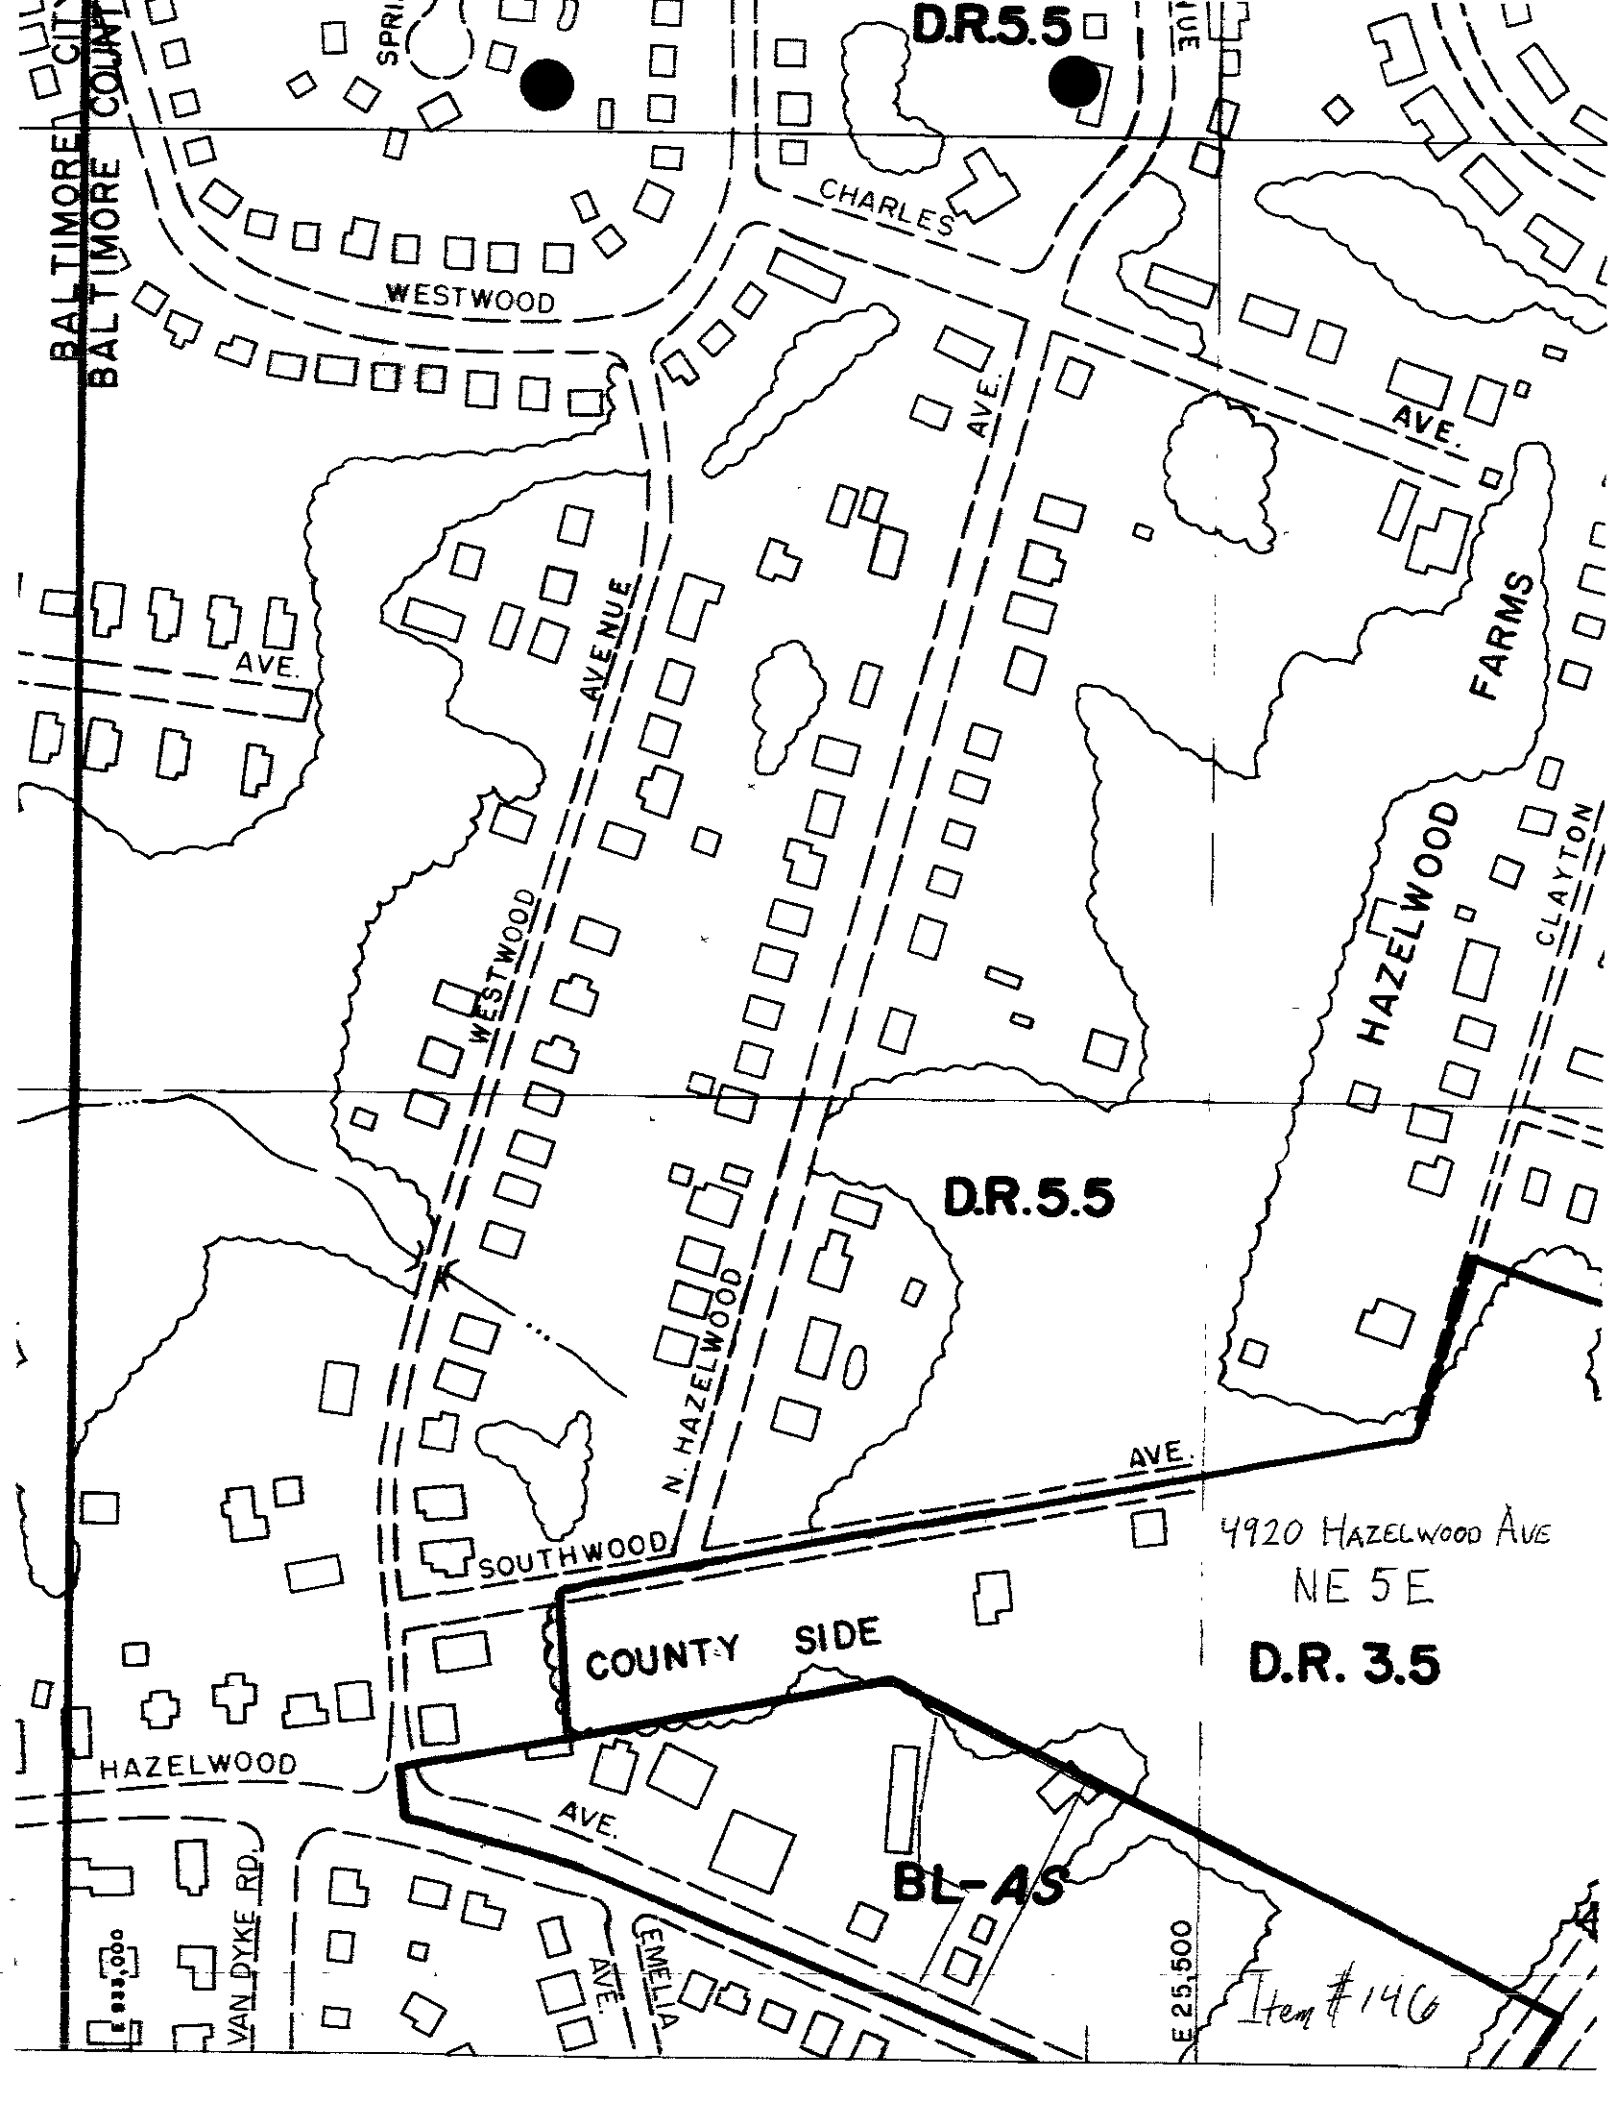 D.R.5.5
SPRI
UE
BALTIMORE CITY
BALTIMORE COUNT
CHARLES
WESTWOOD
AVE.
AVE.
AVENUE
AVE.
FARMS
HAZELWOOD
CLAYTON
WESTWOOD
D.R.5.5
N. HAZELWOOD
AVE.
SOUTHWOOD
4920 HAZELWOOD AVE
NE 5 E
COUNTY SIDE
D.R. 3.5
HAZELWOOD
AVE.
BL-AS
VAN DYKE RD.
AVE.
EMELIA
E 25,500
Item #146